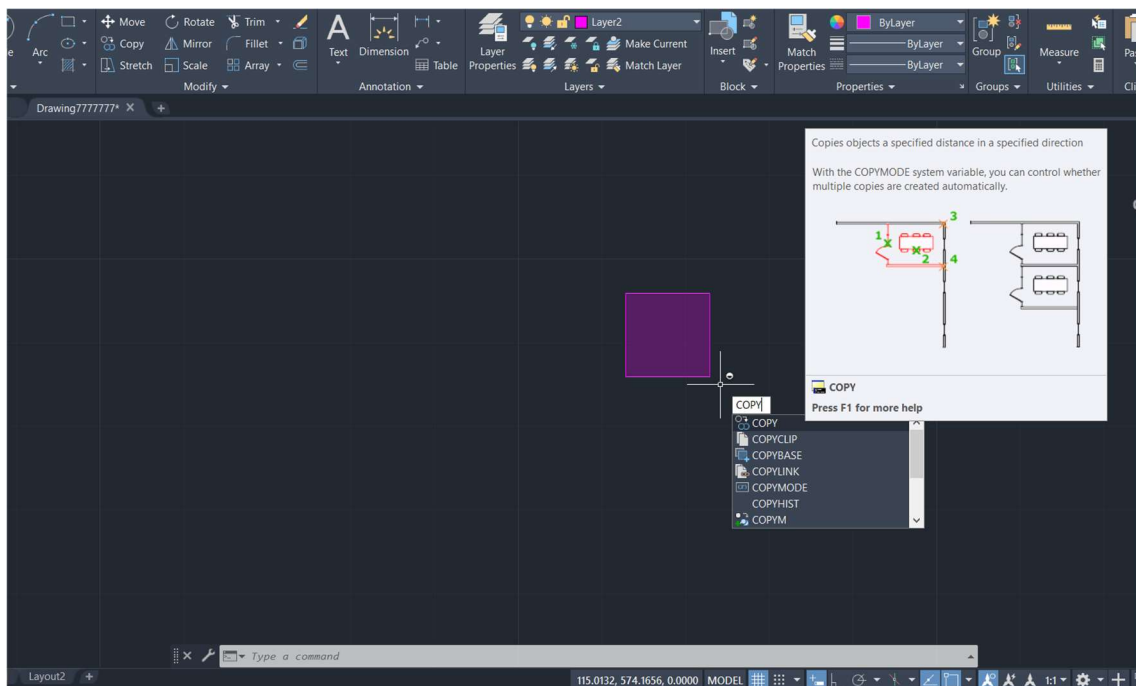 Move
Rotate
Trim
Layer2
ByLayer
Arc
Copy
Mirror
Fillet
Text
Dimension
Layer
Properties
Make Current
Insert
Match
Properties
ByLayer
Group
Measure
Stretch
Scale
Array
Table
Match Layer
ByLayer
Modify
Annotation
Layers
Block
Properties
Groups
Utilities
Drawing7777777*
Copies objects a specified distance in a specified direction
With the COPYMODE system variable, you can control whether
multiple copies are created automatically.
1
2
3
4
COPY
Press F1 for more help
COPY
COPY
COPYCLIP
COPYBASE
COPYLINK
COPYMODE
COPYHIST
COPYM
Type a command
Layout2
115.0132, 574.1656, 0.0000 MODEL
1:1